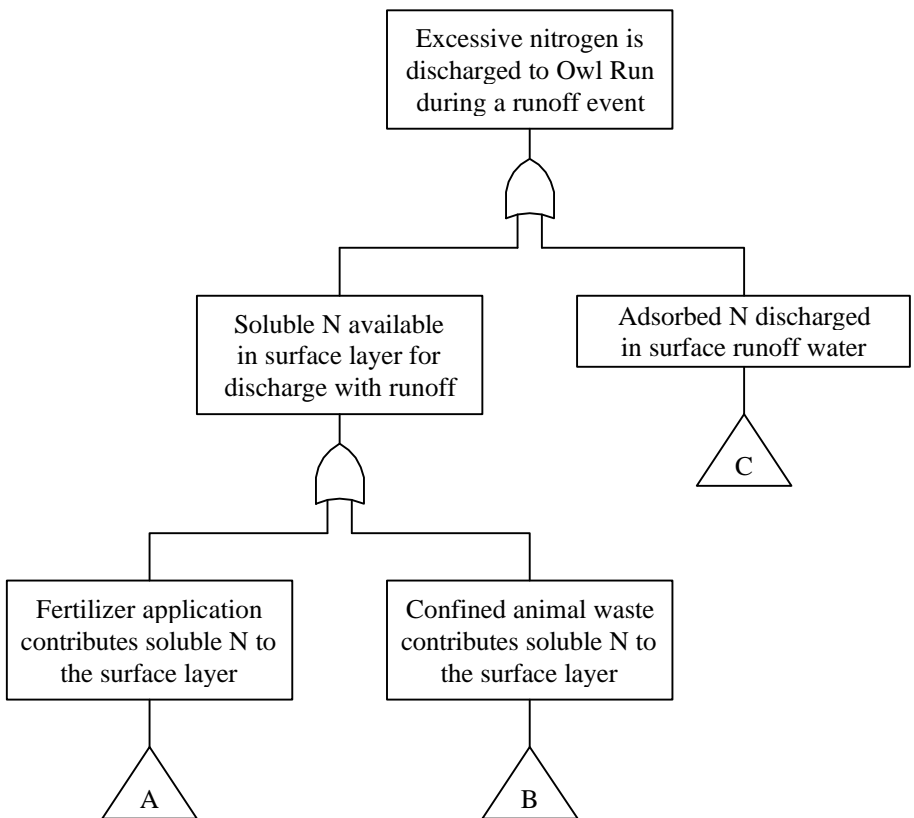 Excessive nitrogen is
discharged to Owl Run
during a runoff event
Soluble N available
in surface layer for
discharge with runoff
Adsorbed N discharged
in surface runoff water
C
Fertilizer application
contributes soluble N to
the surface layer
Confined animal waste
contributes soluble N to
the surface layer
A
B